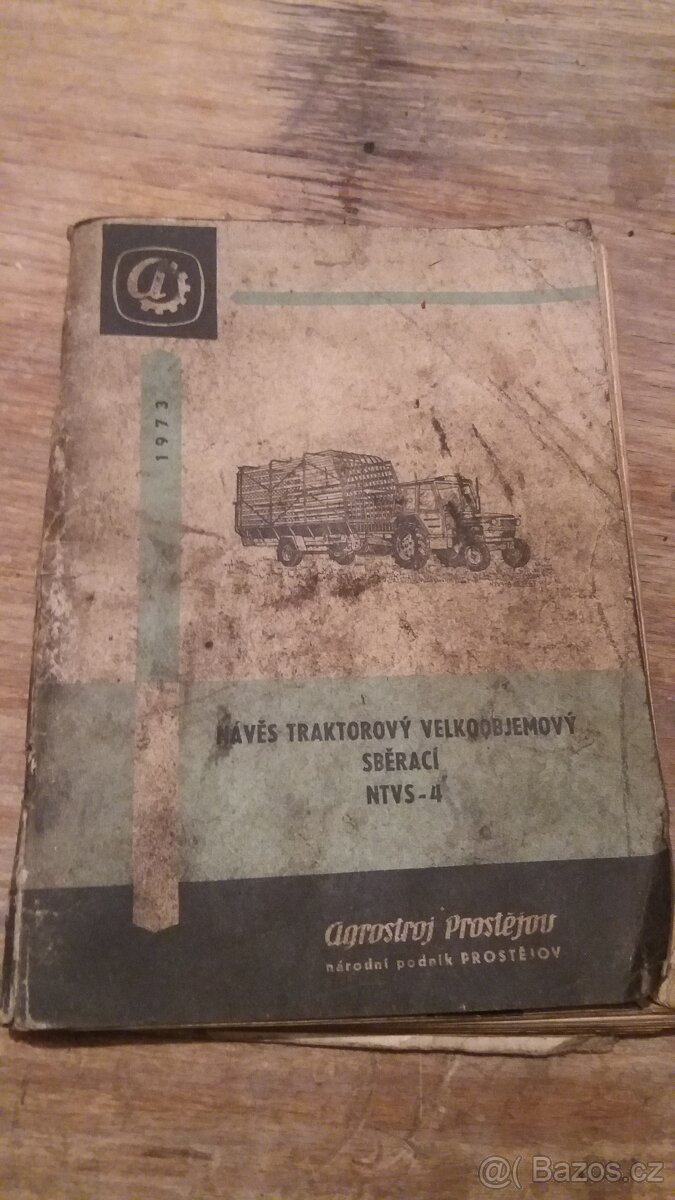 1973
NÁVĚS TRAKTOROVÝ VELKOOBJEMOVÝ
SBĚRACÍ
NTVS-4
agrostroj Prostějov
národní podnik PROSTĚJOV
@( Bazos.cz